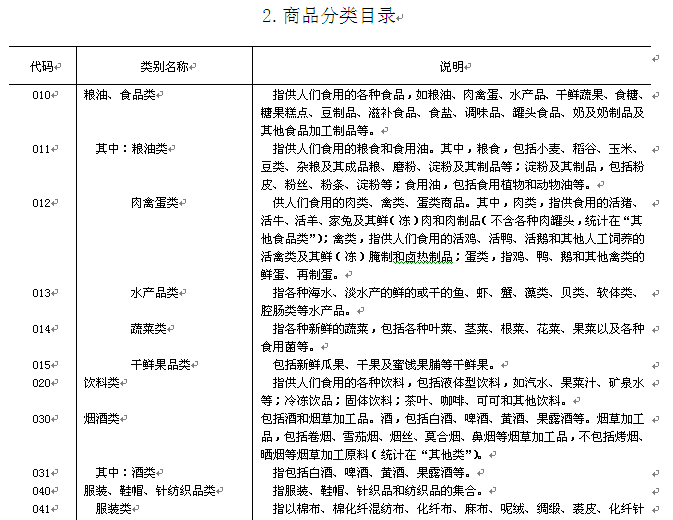 2.商品分类目录
代码 类别名称 说明
010 粮油、食品类 指供人们食用的各种食品，如粮油、肉禽蛋、水产品、干鲜蔬果、食糖、
糖果糕点、豆制品、滋补食品、食盐、调味品、罐头食品、奶及奶制品及
其他食品加工制品等。
011 其中：粮油类 指供人们食用的粮食和食用油。其中，粮食，包括小麦、稻谷、玉米、
豆类、杂粮及其成品粮、磨粉、淀粉及其制品等；淀粉及其制品，包括粉
皮、粉丝、粉条、淀粉等；食用油，包括食用植物和动物油等。
012 肉禽蛋类 供人们食用的肉类、禽类、蛋类商品。其中，肉类，指供食用的活猪、
活牛、活羊、家兔及其鲜(冻)肉和肉制品(不含各种肉罐头，统计在“其
他食品类”)；禽类，指供人们食用的活鸡、活鸭、活鹅和其他人工饲养的
活禽类及其鲜(冻)腌制和卤热制品；蛋类，指鸡、鸭、鹅和其他禽类的
鲜蛋、再制蛋。
013 水产品类 指各种海水、淡水产的鲜的或干的鱼、虾、蟹、藻类、贝类、软体类、
腔肠类等水产品。
014 蔬菜类 指各种新鲜的蔬菜，包括各种叶菜、茎菜、根菜、花菜、果菜以及各种
食用菌等。
015 干鲜果品类 包括新鲜瓜果、干果及蜜饯果脯等干鲜果。
020 饮料类 指供人们食用的各种饮料，包括液体型饮料，如汽水、果菜汁、矿泉水
等；冷冻饮品；固体饮料；茶叶、咖啡、可可和其他饮料。
030 烟酒类 包括酒和烟草加工品。酒，包括白酒、啤酒、黄酒、果露酒等。烟草加工
品，包括卷烟、雪茄烟、烟丝、莫合烟、鼻烟等烟草加工品，不包括烤烟、
晒烟等烟草加工原料(统计在“其他类”)。
031 其中：酒类 指包括白酒、啤酒、黄酒、果露酒等。
040 服装、鞋帽、针纺织品类 指服装、鞋帽、针织品和纺织品的集合。
041 服装类 指以棉布、棉化纤混纺布、化纤布、麻布、呢绒、绸缎、裘皮、化纤针